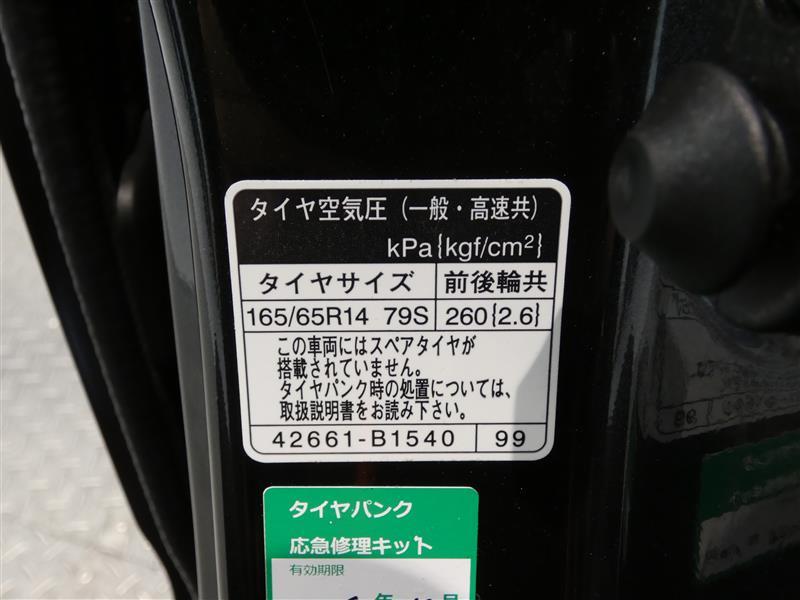 タイヤ空気圧（一般・高速共）
kPa{kgf/cm²}
タイヤサイズ 前後輪共
165/65R14 79S 260{2.6}
この車両にはスペアタイヤが
搭載されていません。
タイヤパンク時の処置については、
取扱説明書をお読み下さい。
42661-B1540 99
タイヤパンク
応急修理キット
有効期限
年